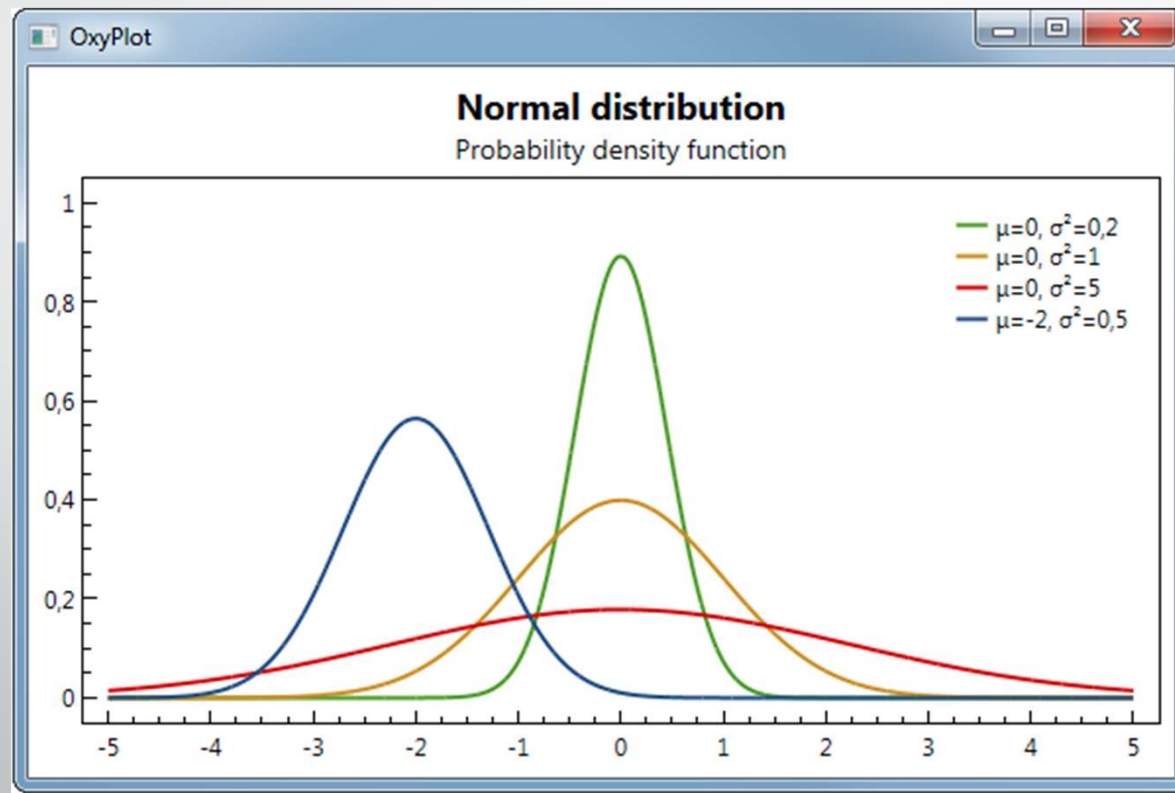 OxyPlot
Normal distribution
Probability density function
1
0,8
0,6
0,4
0,2
0
μ=0, σ²=0,2
μ=0, σ²=1
μ=0, σ²=5
μ=-2, σ²=0,5
-5 -4 -3 -2 -1 0 1 2 3 4 5